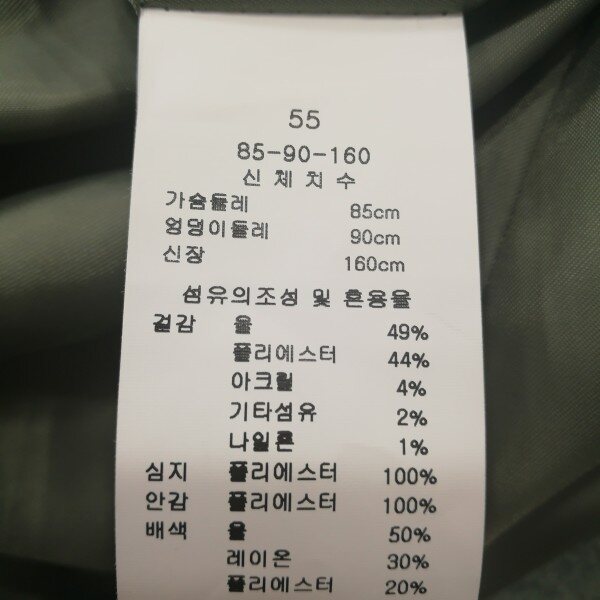 55
85-90-160
신체치수
가슴둘레 85cm
엉덩이둘레 90cm
신장 160cm
섬유의조성 및 혼용율
겉감 울 49%
폴리에스터 44%
아크릴 4%
기타섬유 2%
나일론 1%
심지 폴리에스터 100%
안감 폴리에스터 100%
배색 울 50%
레이온 30%
폴리에스터 20%